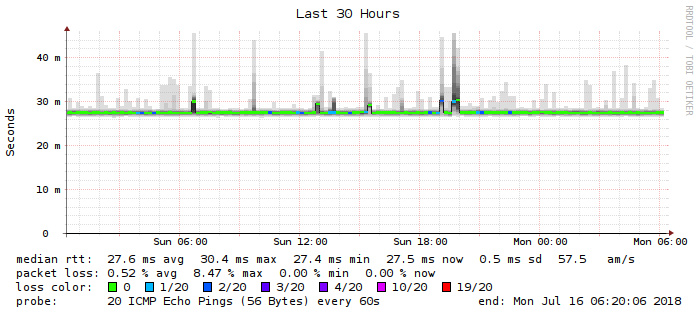 Last 30 Hours
RRDTOOL / TOBI OETIKER
Seconds
40 m
30 m
20 m
10 m
0
Sun 06:00 Sun 12:00 Sun 18:00 Mon 00:00 Mon 06:00
median rtt: 27.6 ms avg 30.4 ms max 27.4 ms min 27.5 ms now 0.5 ms sd 57.5 am/s
packet loss: 0.52 % avg 8.47 % max 0.00 % min 0.00 % now
loss color: 0 1/20 2/20 3/20 4/20 10/20 19/20
probe: 20 ICMP Echo Pings (56 Bytes) every 60s end: Mon Jul 16 06:20:06 2018